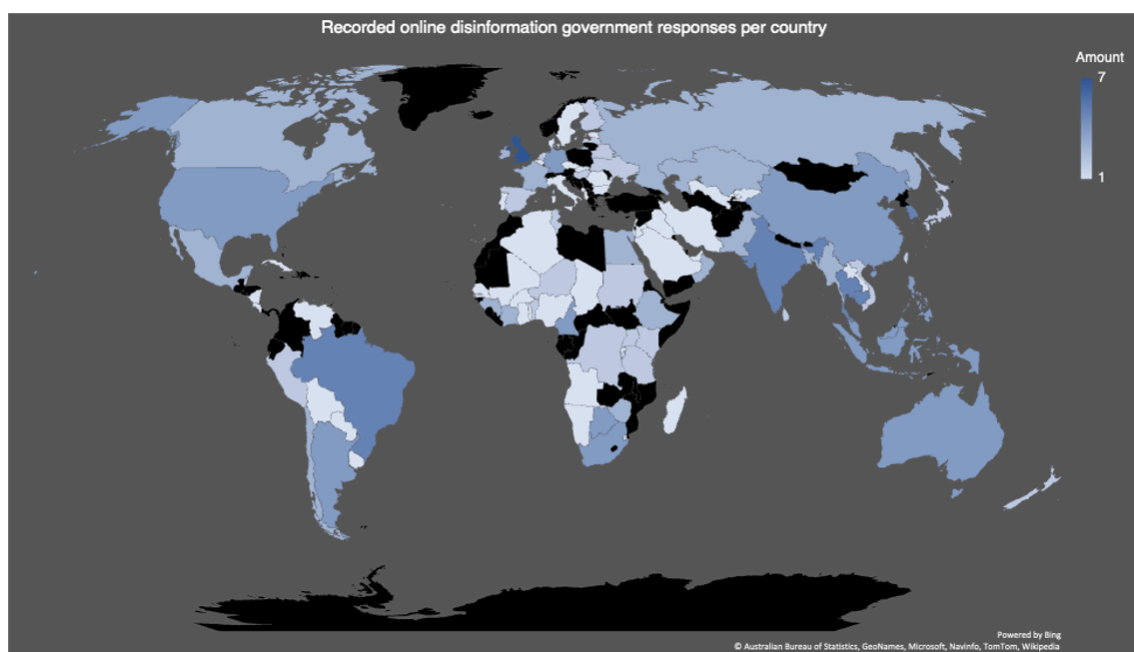 Recorded online disinformation government responses per country
Amount
7
1
Powered by Bing
© Australian Bureau of Statistics, GeoNames, Microsoft, Navinfo, TomTom, Wikipedia